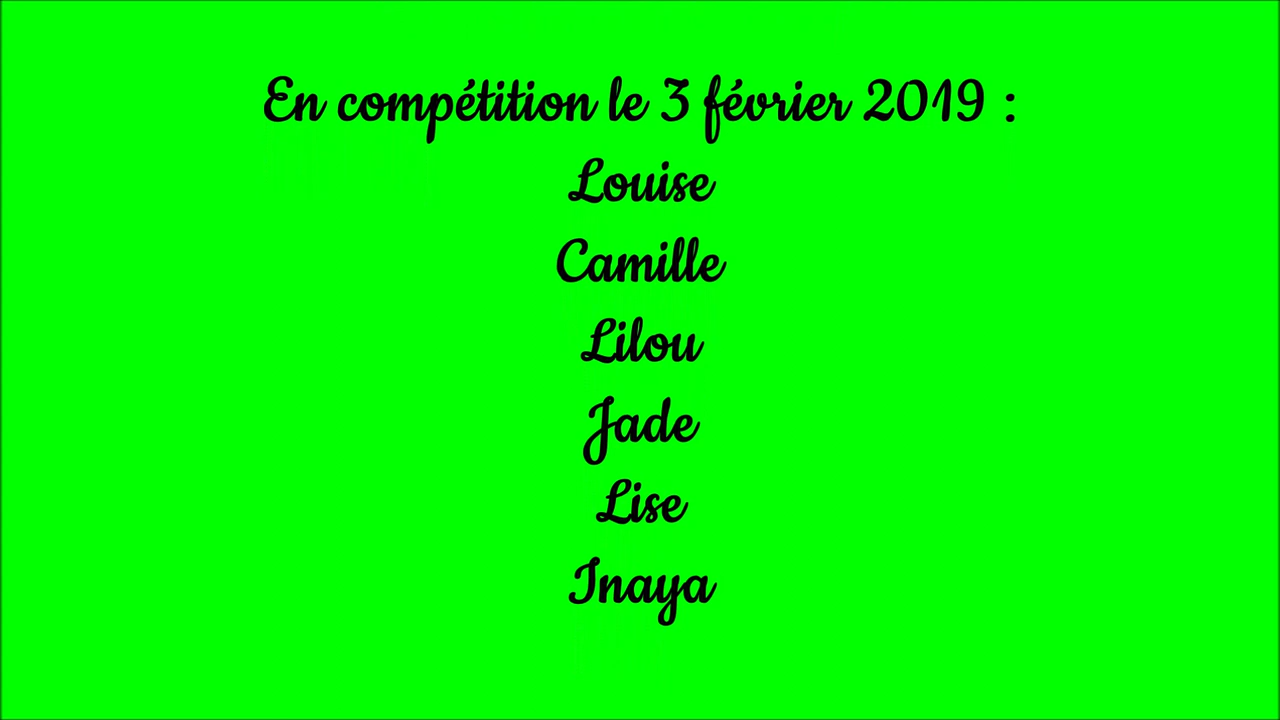 En compétition le 3 février 2019 :
Louise
Camille
Lilou
Jade
Lise
Inaya